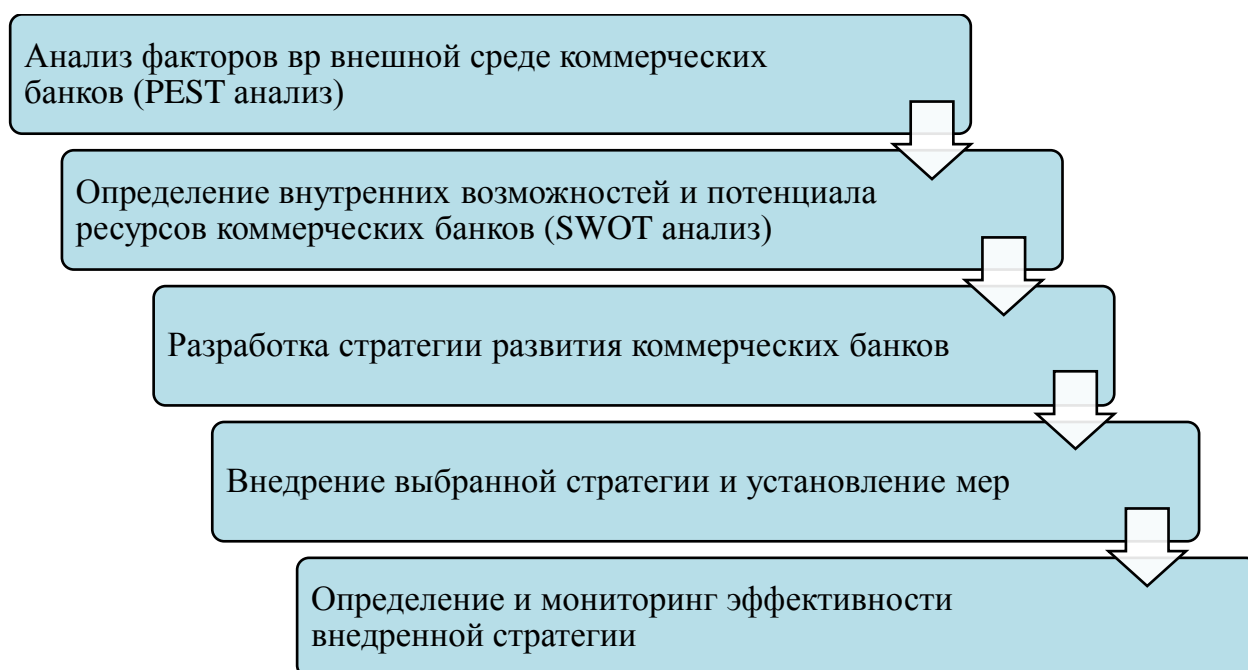 Анализ факторов вр внешной среде коммерческих
банков (PEST анализ)
Определение внутренних возможностей и потенциала
ресурсов коммерческих банков (SWOT анализ)
Разработка стратегии развития коммерческих банков
Внедрение выбранной стратегии и установление мер
Определение и мониторинг эффективности
внедренной стратегии